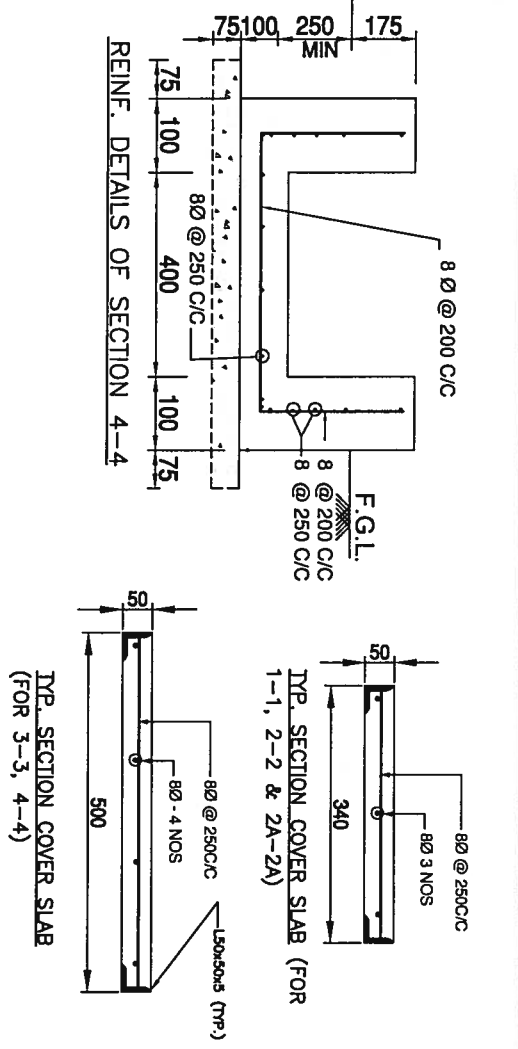 175
250
MIN
100
75
75
100
400
100
75
8 Ø @ 200 C/C
8Ø @ 250 C/C
8 @ 200 C/C
8 @ 250 C/C
F.G.L.
REINF. DETAILS OF SECTION 4-4
50
340
8Ø @ 250C/C
8Ø 3 NOS
TYP. SECTION COVER SLAB (FOR
1-1, 2-2 & 2A-2A)
50
500
8Ø @ 250C/C
8Ø - 4 NOS
L50x50x5 (TYP.)
TYP. SECTION COVER SLAB
(FOR 3-3, 4-4)